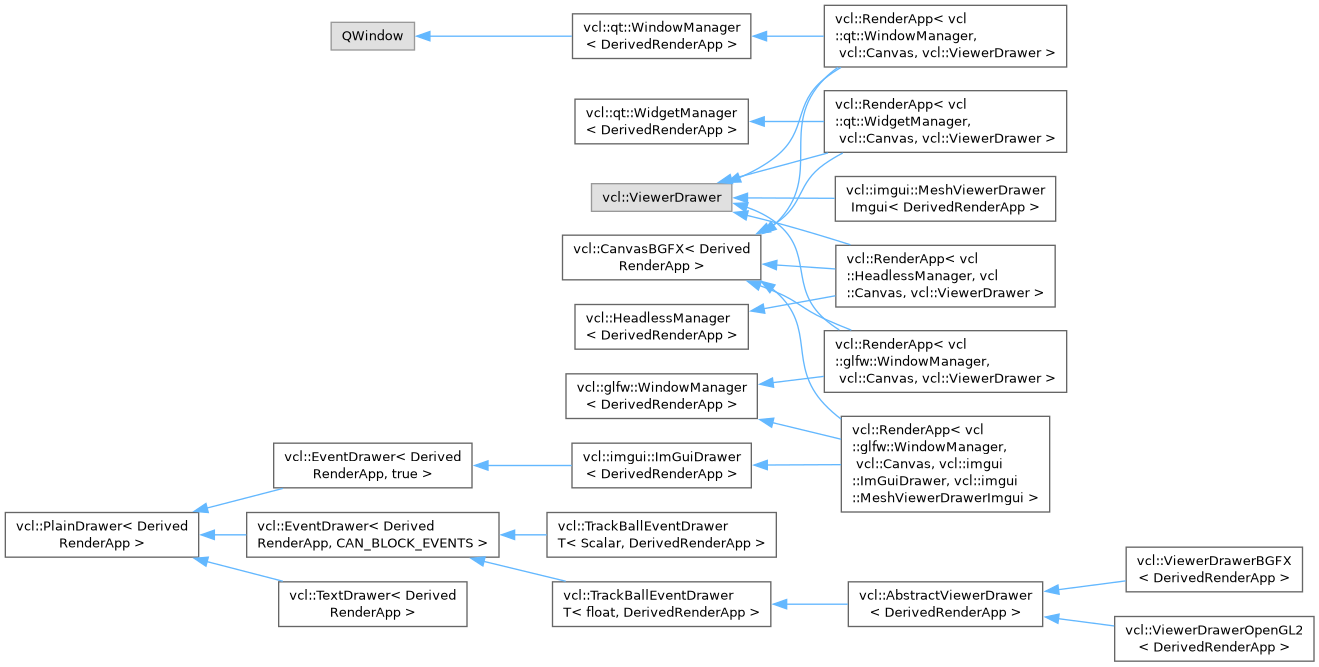 QWindow
vcl::qt::WindowManager
< DerivedRenderApp >
vcl::RenderApp< vcl
::qt::WindowManager,
vcl::Canvas, vcl::ViewerDrawer >
vcl::qt::WidgetManager
< DerivedRenderApp >
vcl::RenderApp< vcl
::qt::WidgetManager,
vcl::Canvas, vcl::ViewerDrawer >
vcl::ViewerDrawer
vcl::imgui::MeshViewerDrawer
Imgui< DerivedRenderApp >
vcl::CanvasBGFX< Derived
RenderApp >
vcl::RenderApp< vcl
::HeadlessManager, vcl
::Canvas, vcl::ViewerDrawer >
vcl::HeadlessManager
< DerivedRenderApp >
vcl::RenderApp< vcl
::glfw::WindowManager,
vcl::Canvas, vcl::ViewerDrawer >
vcl::glfw::WindowManager
< DerivedRenderApp >
vcl::RenderApp< vcl
::glfw::WindowManager,
vcl::Canvas, vcl::imgui
::ImGuiDrawer, vcl::imgui
::MeshViewerDrawerImgui >
vcl::EventDrawer< Derived
RenderApp, true >
vcl::imgui::ImGuiDrawer
< DerivedRenderApp >
vcl::PlainDrawer< Derived
RenderApp >
vcl::EventDrawer< Derived
RenderApp, CAN_BLOCK_EVENTS >
vcl::TrackBallEventDrawer
T< Scalar, DerivedRenderApp >
vcl::TextDrawer< Derived
RenderApp >
vcl::TrackBallEventDrawer
T< float, DerivedRenderApp >
vcl::AbstractViewerDrawer
< DerivedRenderApp >
vcl::ViewerDrawerBGFX
< DerivedRenderApp >
vcl::ViewerDrawerOpenGL2
< DerivedRenderApp >